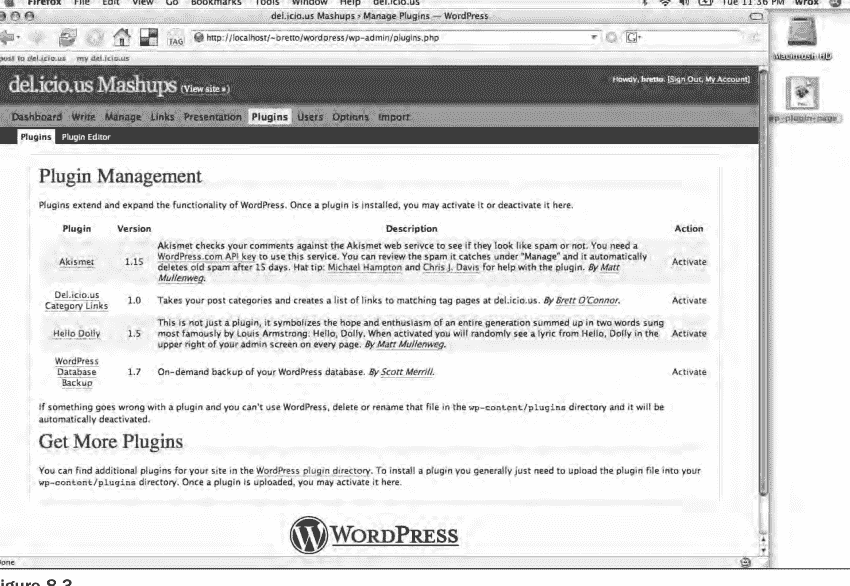 Firefox File Edit View Go Bookmarks Tools Window Help del.icio.us Tue 11:36 PM wrox
del.icio.us Mashups › Manage Plugins — WordPress
TAG http://localhost/~bretto/wordpress/wp-admin/plugins.php
post to del.icio.us my del.icio.us
Macintosh HD
del.icio.us Mashups (View site »)
Howdy, bretto. [Sign Out, My Account]
wp-plugin-page
Dashboard Write Manage Links Presentation Plugins Users Options Import
Plugins Plugin Editor
Plugin Management
Plugins extend and expand the functionality of WordPress. Once a plugin is installed, you may activate it or deactivate it here.
Plugin Version Description Action
Akismet 1.15 Akismet checks your comments against the Akismet web serivce to see if they look like spam or not. You need a
WordPress.com API key to use this service. You can review the spam it catches under "Manage" and it automatically
deletes old spam after 15 days. Hat tip: Michael Hampton and Chris J. Davis for help with the plugin. By Matt
Mullenweg.
Activate
Del.icio.us
Category Links
1.0 Takes your post categories and creates a list of links to matching tag pages at del.icio.us. By Brett O'Connor. Activate
Hello Dolly 1.5 This is not just a plugin, it symbolizes the hope and enthusiasm of an entire generation summed up in two words sung
most famously by Louis Armstrong: Hello, Dolly. When activated you will randomly see a lyric from Hello, Dolly in the
upper right of your admin screen on every page. By Matt Mullenweg.
Activate
WordPress
Database
Backup
1.7 On-demand backup of your WordPress database. By Scott Merrill. Activate
If something goes wrong with a plugin and you can't use WordPress, delete or rename that file in the wp-content/plugins directory and it will be
automatically deactivated.
Get More Plugins
You can find additional plugins for your site in the WordPress plugin directory. To install a plugin you generally just need to upload the plugin file into your
wp-content/plugins directory. Once a plugin is uploaded, you may activate it here.
WORDPRESS
Done
Figure 8.3